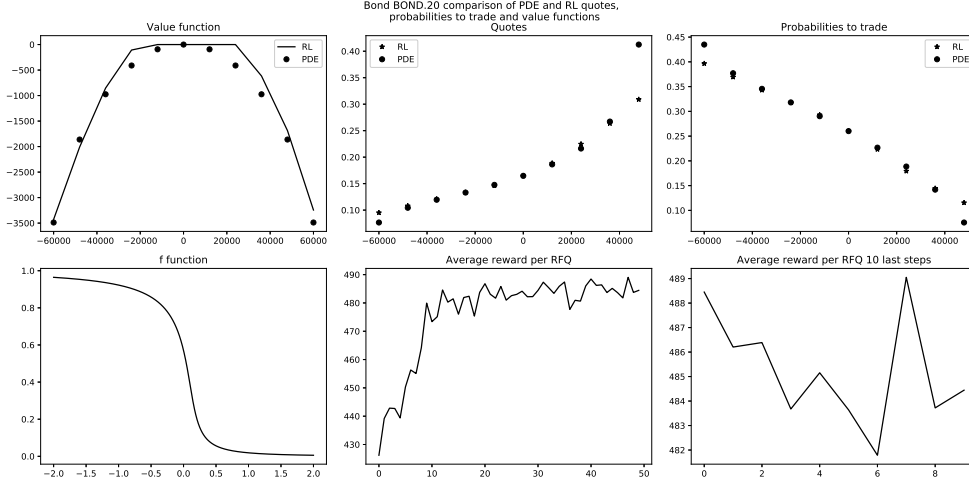 Bond BOND.20 comparison of PDE and RL quotes,
probabilities to trade and value functions
Value function
Quotes
Probabilities to trade
0
−500
−1000
−1500
−2000
−2500
−3000
−3500
RL
PDE
−60000 −40000 −20000 0 20000 40000 60000
0.40
0.35
0.30
0.25
0.20
0.15
0.10
RL
PDE
−60000 −40000 −20000 0 20000 40000
0.45
0.40
0.35
0.30
0.25
0.20
0.15
0.10
RL
PDE
−60000 −40000 −20000 0 20000 40000
f function
Average reward per RFQ
Average reward per RFQ 10 last steps
1.0
0.8
0.6
0.4
0.2
0.0
−2.0 −1.5 −1.0 −0.5 0.0 0.5 1.0 1.5 2.0
490
480
470
460
450
440
430
0 10 20 30 40 50
489
488
487
486
485
484
483
482
0 2 4 6 8